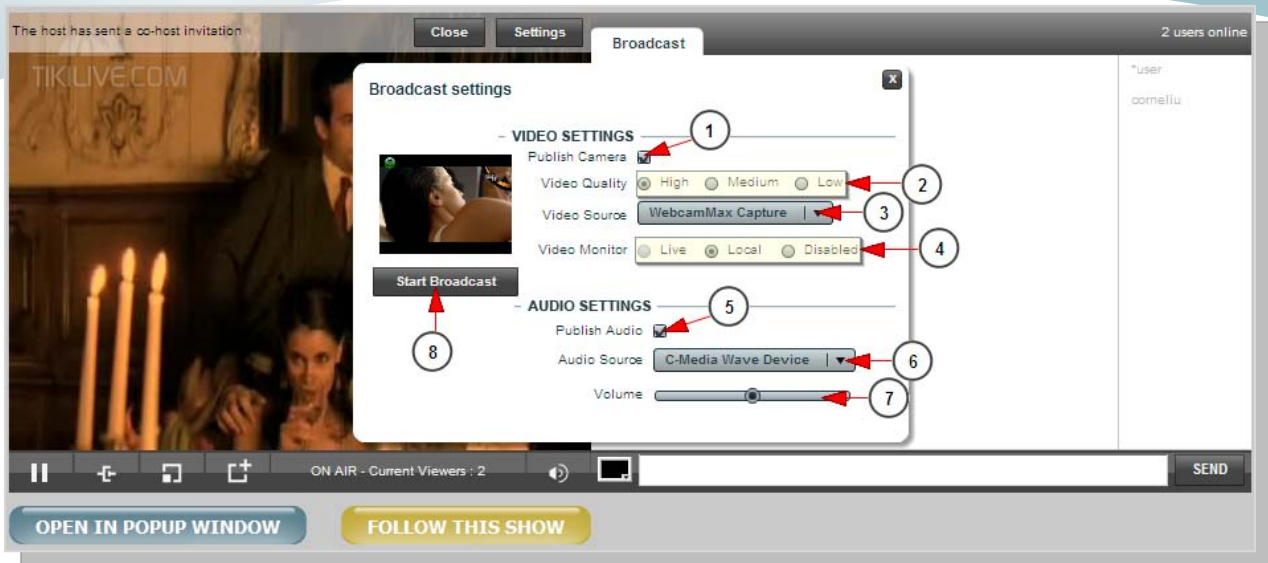 The host has sent a co-host invitation
Close
Settings
Broadcast
2 users online
TIKILIVE.COM
*user
corneliu
Broadcast settings
x
VIDEO SETTINGS
1
Publish Camera
Video Quality High Medium Low
2
Video Source WebcamMax Capture
3
Video Monitor Live Local Disabled
4
Start Broadcast
8
AUDIO SETTINGS
5
Publish Audio
Audio Source C-Media Wave Device
6
Volume
7
ON AIR - Current Viewers : 2
SEND
OPEN IN POPUP WINDOW
FOLLOW THIS SHOW